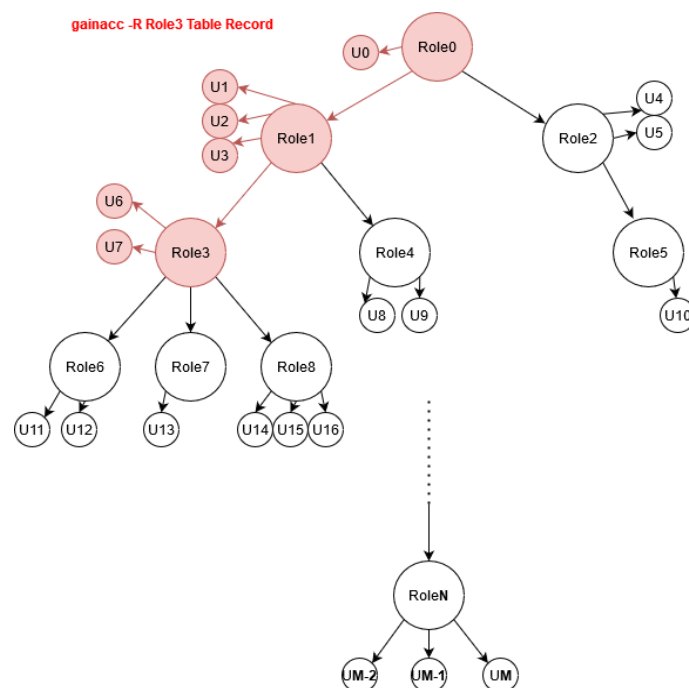 gainacc -R Role3 Table Record
U0
Role0
U1
U2
U3
Role1
Role2
U4
U5
U6
U7
Role3
Role4
Role5
U8
U9
U10
Role6
Role7
Role8
U11
U12
U13
U14
U15
U16
RoleN
UM-2
UM-1
UM